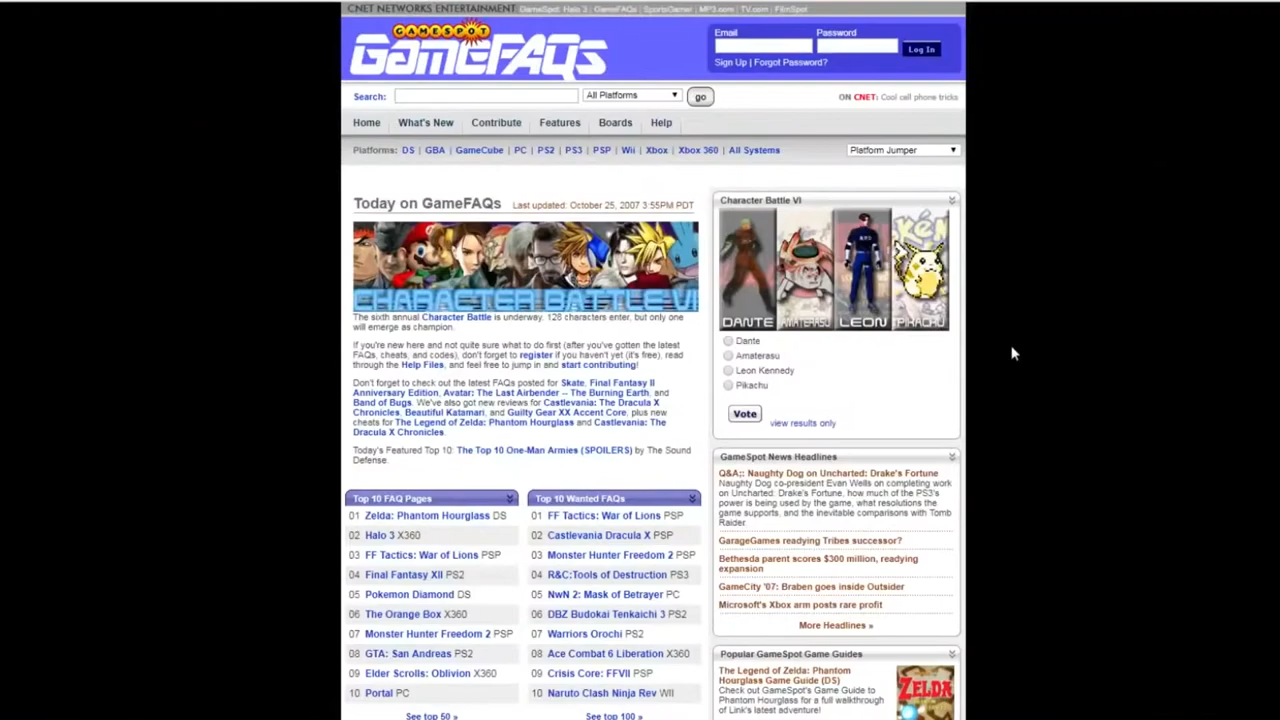 CNET NETWORKS ENTERTAINMENT: GameSpot Halo 3 | GameFAQs | SportsGamer | MP3.com | TV.com | FilmSpot
GAMESPOT
GameFAQs
Email Password
Log In
Sign Up | Forgot Password?
Search: All Platforms go ON CNET: Cool cell phone tricks
Home What's New Contribute Features Boards Help
Platforms: DS | GBA | GameCube | PC | PS2 | PS3 | PSP | Wii | Xbox | Xbox 360 | All Systems Platform Jumper
Today on GameFAQs Last updated: October 25, 2007 3:55PM PDT
CHARACTER BATTLE VI
The sixth annual Character Battle is underway. 128 characters enter, but only one
will emerge as champion.
If you're new here and not quite sure what to do first (after you've gotten the latest
FAQs, cheats, and codes), don't forget to register if you haven't yet (it's free), read
through the Help Files, and feel free to jump in and start contributing!
Don't forget to check out the latest FAQs posted for Skate, Final Fantasy II
Anniversary Edition, Avatar: The Last Airbender -- The Burning Earth, and
Band of Bugs. We've also got new reviews for Castlevania: The Dracula X
Chronicles, Beautiful Katamari, and Guilty Gear XX Accent Core, plus new
cheats for The Legend of Zelda: Phantom Hourglass and Castlevania: The
Dracula X Chronicles.
Today's Featured Top 10: The Top 10 One-Man Armies (SPOILERS) by The Sound
Defense.
Top 10 FAQ Pages
01 Zelda: Phantom Hourglass DS
02 Halo 3 X360
03 FF Tactics: War of Lions PSP
04 Final Fantasy XII PS2
05 Pokemon Diamond DS
06 The Orange Box X360
07 Monster Hunter Freedom 2 PSP
08 GTA: San Andreas PS2
09 Elder Scrolls: Oblivion X360
10 Portal PC
See top 50 »
Top 10 Wanted FAQs
01 FF Tactics: War of Lions PSP
02 Castlevania Dracula X PSP
03 Monster Hunter Freedom 2 PSP
04 R&C:Tools of Destruction PS3
05 NwN 2: Mask of Betrayer PC
06 DBZ Budokai Tenkaichi 3 PS2
07 Warriors Orochi PS2
08 Ace Combat 6 Liberation X360
09 Crisis Core: FFVII PSP
10 Naruto Clash Ninja Rev WII
See top 100 »
Character Battle VI
DANTE AMATERASU LEON PIKACHU
Dante
Amaterasu
Leon Kennedy
Pikachu
Vote view results only
GameSpot News Headlines
Q&A:: Naughty Dog on Uncharted: Drake's Fortune
Naughty Dog co-president Evan Wells on completing work
on Uncharted: Drake's Fortune, how much of the PS3's
power is being used by the game, what resolutions the
game supports, and the inevitable comparisons with Tomb
Raider.
GarageGames readying Tribes successor?
Bethesda parent scores $300 million, readying
expansion
GameCity '07: Braben goes inside Outsider
Microsoft's Xbox arm posts rare profit
More Headlines »
Popular GameSpot Game Guides
The Legend of Zelda: Phantom
Hourglass Game Guide (DS)
Check out GameSpot's Game Guide to
Phantom Hourglass for a full walkthrough
of Link's latest adventure!
ZELDA